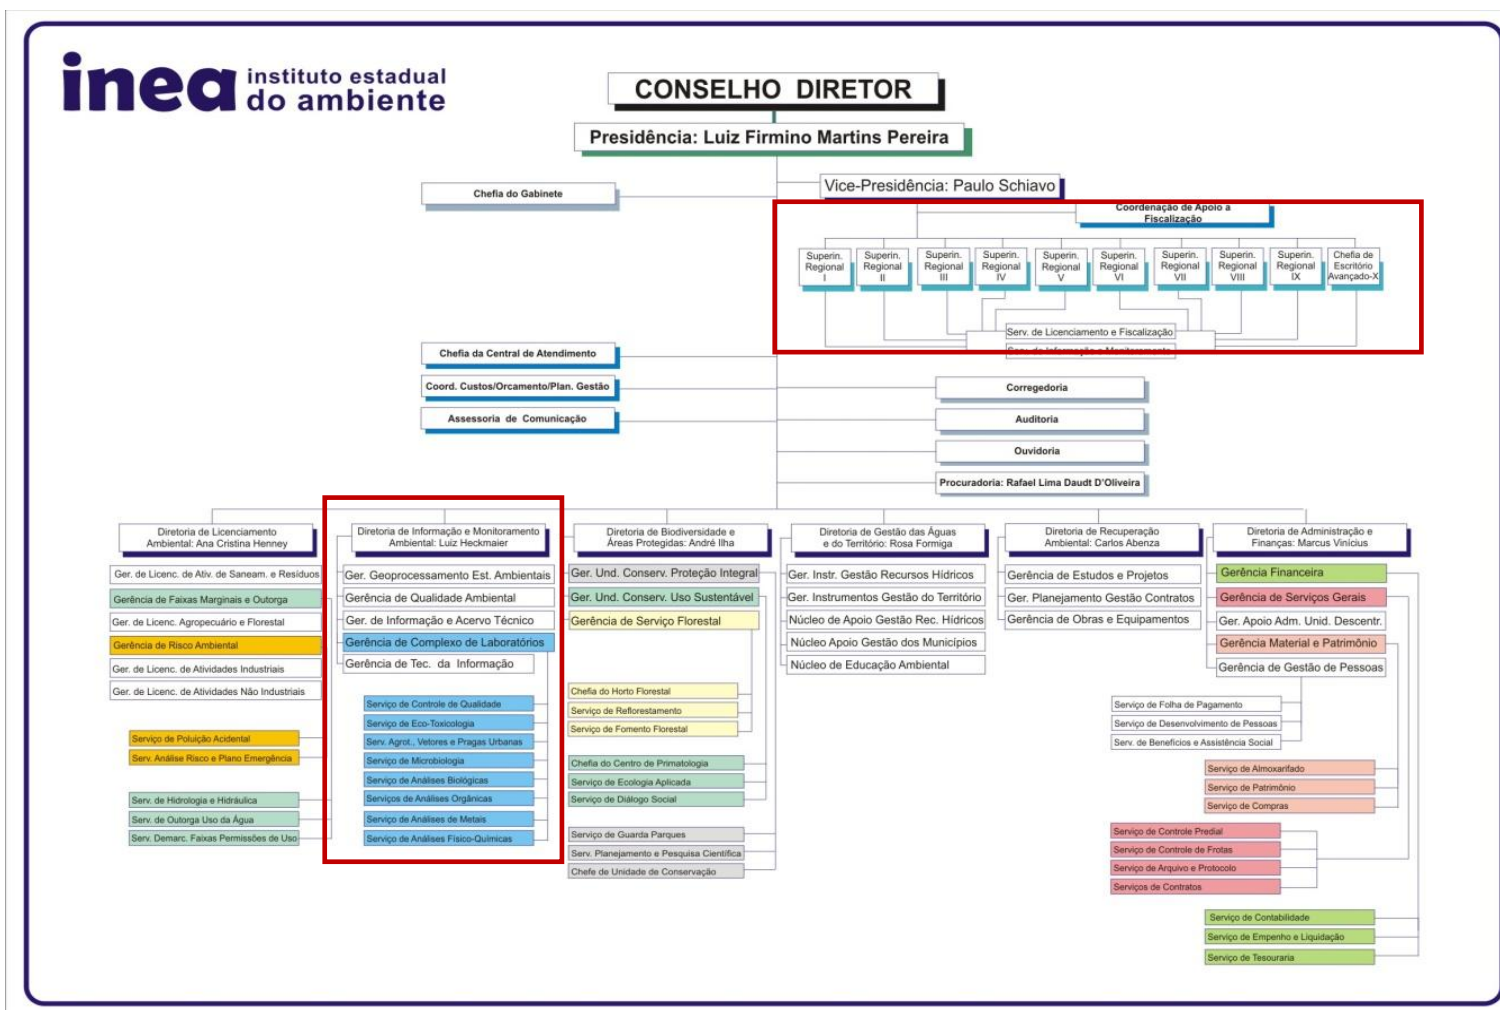 inea instituto estadual
do ambiente
CONSELHO DIRETOR
Presidência: Luiz Firmino Martins Pereira
Vice-Presidência: Paulo Schiavo
Chefia do Gabinete
Coordenação de Apoio a
Fiscalização
Superin.
Regional
I
Superin.
Regional
II
Superin.
Regional
III
Superin.
Regional
IV
Superin.
Regional
V
Superin.
Regional
VI
Superin.
Regional
VII
Superin.
Regional
VIII
Superin.
Regional
IX
Chefia de
Escritório
Avançado-X
Serv. de Licenciamento e Fiscalização
Serv. de Informação e Monitoramento
Chefia da Central de Atendimento
Coord. Custos/Orcamento/Plan. Gestão
Assessoria de Comunicação
Corregedoria
Auditoria
Ouvidoria
Procuradoria: Rafael Lima Daudt D'Oliveira
Diretoria de Licenciamento
Ambiental: Ana Cristina Henney
Ger. de Licenc. de Ativ. de Saneam. e Resíduos
Gerência de Faixas Marginais e Outorga
Ger. de Licenc. Agropecuário e Florestal
Gerência de Risco Ambiental
Ger. de Licenc. de Atividades Industriais
Ger. de Licenc. de Atividades Não Industriais
Serviço de Poluição Acidental
Serv. Análise Risco e Plano Emergência
Serv. de Hidrologia e Hidráulica
Serv. de Outorga Uso da Água
Serv. Demarc. Faixas Permissões de Uso
Diretoria de Informação e Monitoramento
Ambiental: Luiz Heckmaier
Ger. Geoprocessamento Est. Ambientais
Gerência de Qualidade Ambiental
Ger. de Informação e Acervo Técnico
Gerência de Complexo de Laboratórios
Gerência de Tec. da Informação
Serviço de Controle de Qualidade
Serviço de Eco-Toxicologia
Serv. Agrot., Vetores e Pragas Urbanas
Serviço de Microbiologia
Serviço de Análises Biológicas
Serviços de Análises Orgânicas
Serviço de Análises de Metais
Serviço de Análises Físico-Químicas
Diretoria de Biodiversidade e
Áreas Protegidas: André Ilha
Ger. Und. Conserv. Proteção Integral
Ger. Und. Conserv. Uso Sustentável
Gerência de Serviço Florestal
Chefia do Horto Florestal
Serviço de Reflorestamento
Serviço de Fomento Florestal
Chefia do Centro de Primatologia
Serviço de Ecologia Aplicada
Serviço de Diálogo Social
Serviço de Guarda Parques
Serv. Planejamento e Pesquisa Científica
Chefe de Unidade de Conservação
Diretoria de Gestão das Águas
e do Território: Rosa Formiga
Ger. Instr. Gestão Recursos Hídricos
Ger. Instrumentos Gestão do Território
Núcleo de Apoio Gestão Rec. Hídricos
Núcleo Apoio Gestão dos Municípios
Núcleo de Educação Ambiental
Diretoria de Recuperação
Ambiental: Carlos Abenza
Gerência de Estudos e Projetos
Ger. Planejamento Gestão Contratos
Gerência de Obras e Equipamentos
Diretoria de Administração e
Finanças: Marcus Vinícius
Gerência Financeira
Gerência de Serviços Gerais
Ger. Apoio Adm. Unid. Descentr.
Gerência Material e Patrimônio
Gerência de Gestão de Pessoas
Serviço de Folha de Pagamento
Serviço de Desenvolvimento de Pessoas
Serv. de Benefícios e Assistência Social
Serviço de Almoxarifado
Serviço de Patrimônio
Serviço de Compras
Serviço de Controle Predial
Serviço de Controle de Frotas
Serviço de Arquivo e Protocolo
Serviços de Contratos
Serviço de Contabilidade
Serviço de Empenho e Liquidação
Serviço de Tesouraria